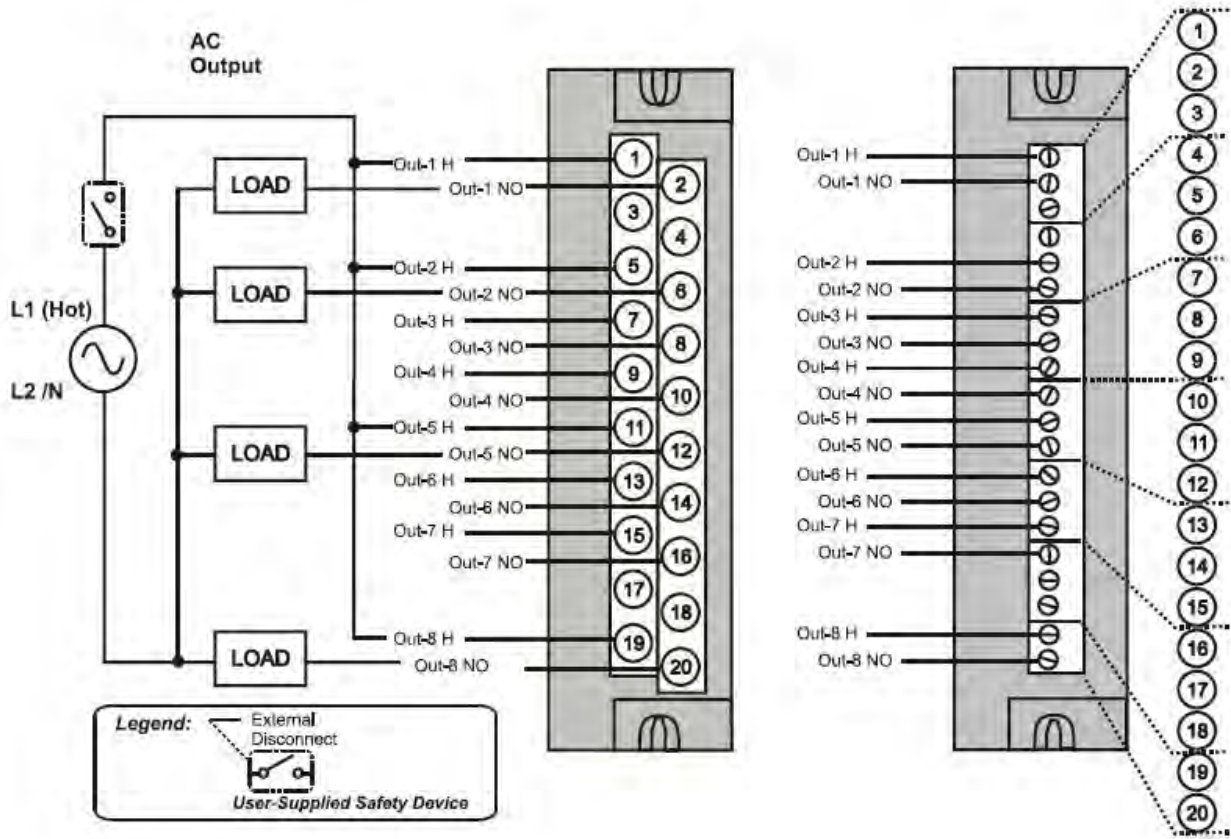 AC
Output
L1 (Hot)
L2 /N
LOAD
LOAD
LOAD
LOAD
Out-1 H
Out-1 NO
Out-2 H
Out-2 NO
Out-3 H
Out-3 NO
Out-4 H
Out-4 NO
Out-5 H
Out-5 NO
Out-6 H
Out-6 NO
Out-7 H
Out-7 NO
Out-8 H
Out-8 NO
1
2
3
4
5
6
7
8
9
10
11
12
13
14
15
16
17
18
19
20
Out-1 H
Out-1 NO
Out-2 H
Out-2 NO
Out-3 H
Out-3 NO
Out-4 H
Out-4 NO
Out-5 H
Out-5 NO
Out-6 H
Out-6 NO
Out-7 H
Out-7 NO
Out-8 H
Out-8 NO
1
2
3
4
5
6
7
8
9
10
11
12
13
14
15
16
17
18
19
20
Legend:
External
Disconnect
User-Supplied Safety Device